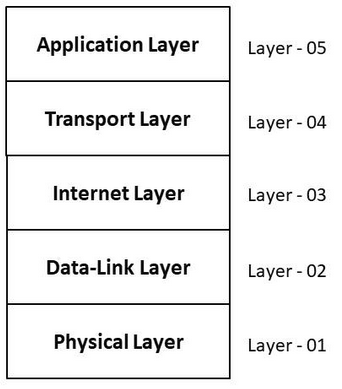 Application Layer Layer - 05
Transport Layer Layer - 04
Internet Layer Layer - 03
Data-Link Layer Layer - 02
Physical Layer Layer - 01